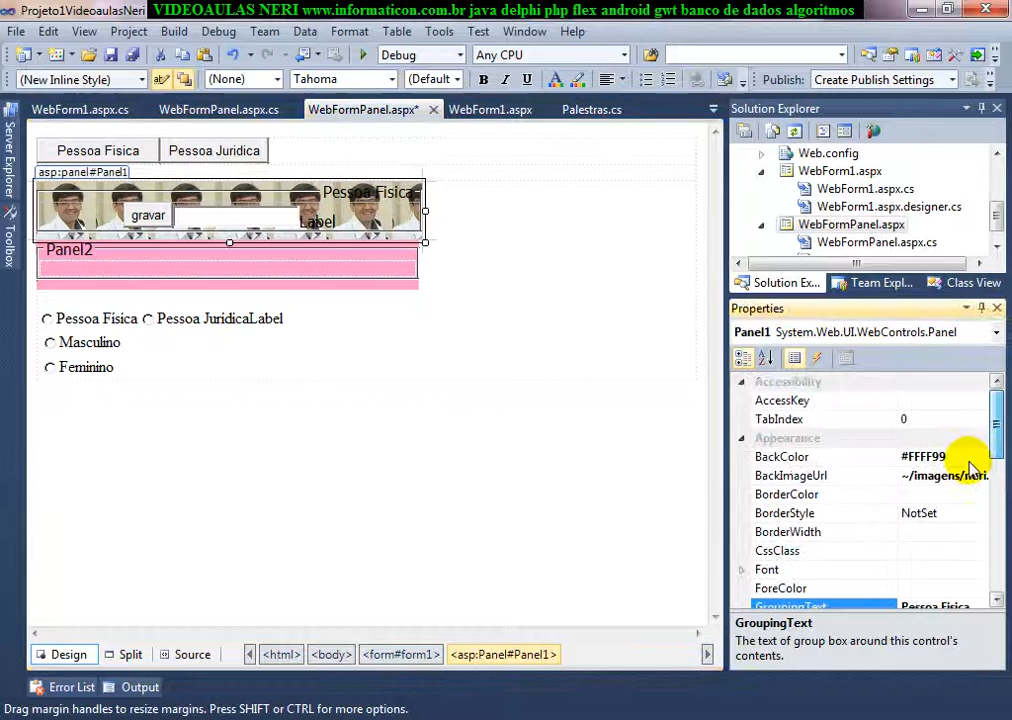 Projeto1VideoaulasNeri
VIDEOAULAS NERI www.informaticon.com.br java delphi php flex android gwt banco de dados algoritmos
File Edit View Project Build Debug Team Data Format Table Tools Test Window Help
Debug Any CPU
(New Inline Style) (None) Tahoma (Default B I U A Publish: Create Publish Settings
WebForm1.aspx.cs WebFormPanel.aspx.cs WebFormPanel.aspx* WebForm1.aspx Palestras.cs
Server Explorer
Toolbox
Pessoa Fisica Pessoa Juridica
asp:panel#Panel1
Pessoa Fisica
gravar
Label
Panel2
Pessoa Fisica Pessoa JuridicaLabel
Masculino
Feminino
Solution Explorer
Web.config
WebForm1.aspx
WebForm1.aspx.cs
WebForm1.aspx.designer.cs
WebFormPanel.aspx
WebFormPanel.aspx.cs
Solution Ex... Team Expl... Class View
Properties
Panel1 System.Web.UI.WebControls.Panel
Accessibility
AccessKey
TabIndex 0
Appearance
BackColor #FFFF99
BackImageUrl ~/imagens/neri.
BorderColor
BorderStyle NotSet
BorderWidth
CssClass
Font
ForeColor
GroupingText Pessoa Fisica
GroupingText
The text of group box around this control's
contents.
Design Split Source <html> <body> <form#form1> <asp:Panel#Panel1>
Error List Output
Drag margin handles to resize margins. Press SHIFT or CTRL for more options.